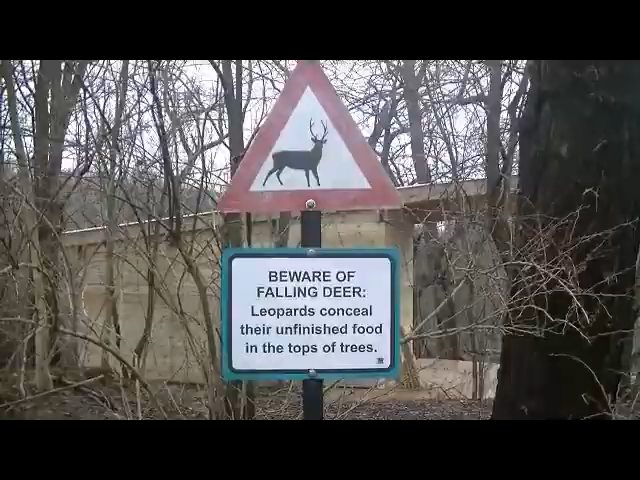 BEWARE OF
FALLING DEER:
Leopards conceal
their unfinished food
in the tops of trees.